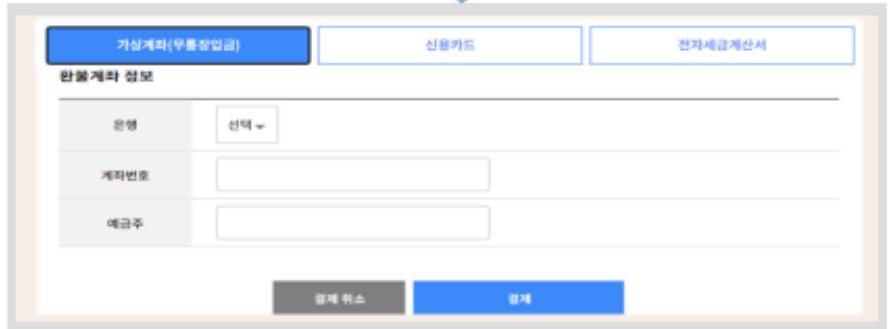 가상계좌(무통장입금) 신용카드 전자세금계산서
환불계좌 정보
은행 선택
계좌번호
예금주
결제 취소 결제